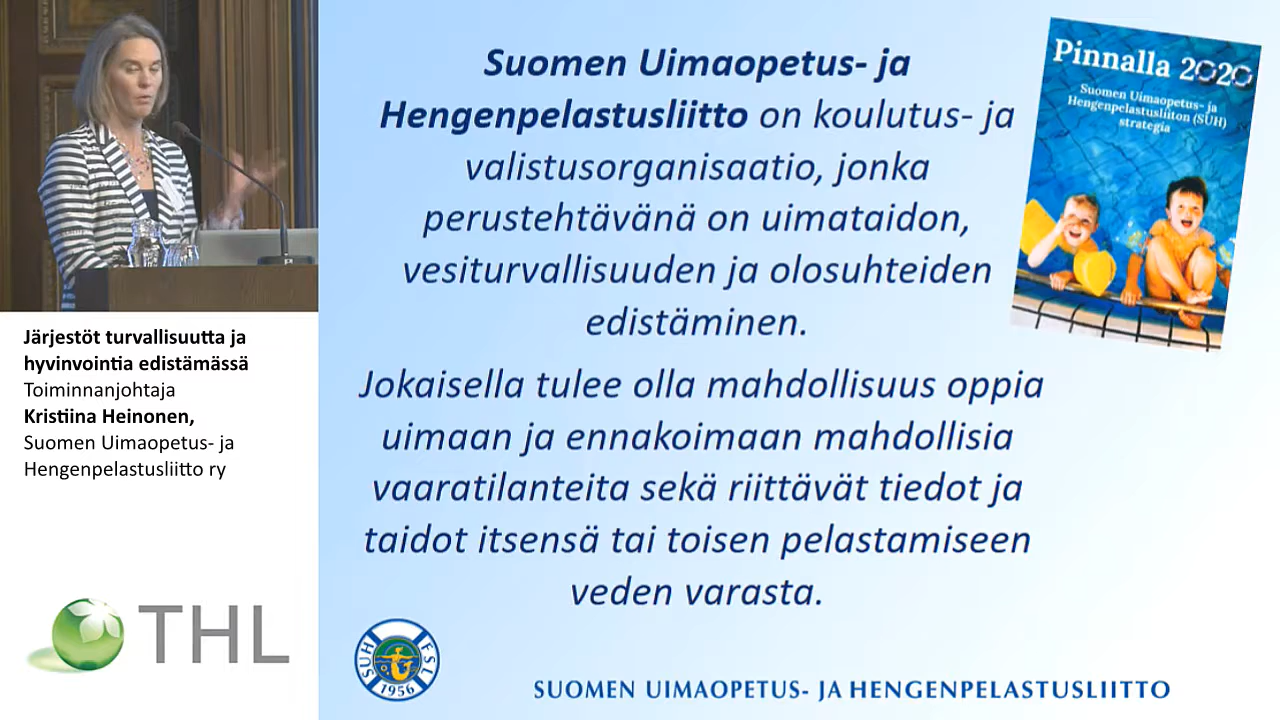 Järjestöt turvallisuutta ja
hyvinvointia edistämässä
Toiminnanjohtaja
Kristiina Heinonen,
Suomen Uimaopetus- ja
Hengenpelastusliitto ry
THL
Suomen Uimaopetus- ja
Hengenpelastusliitto on koulutus- ja
valistusorganisaatio, jonka
perustehtävänä on uimataidon,
vesiturvallisuuden ja olosuhteiden
edistäminen.
Jokaisella tulee olla mahdollisuus oppia
uimaan ja ennakoimaan mahdollisia
vaaratilanteita sekä riittävät tiedot ja
taidot itsensä tai toisen pelastamiseen
veden varasta.
Pinnalla 2020
Suomen Uimaopetus- ja
Hengenpelastusliiton (SUH)
strategia
SUH
FSL
1956
SUOMEN UIMAOPETUS- JA HENGENPELASTUSLIITTO